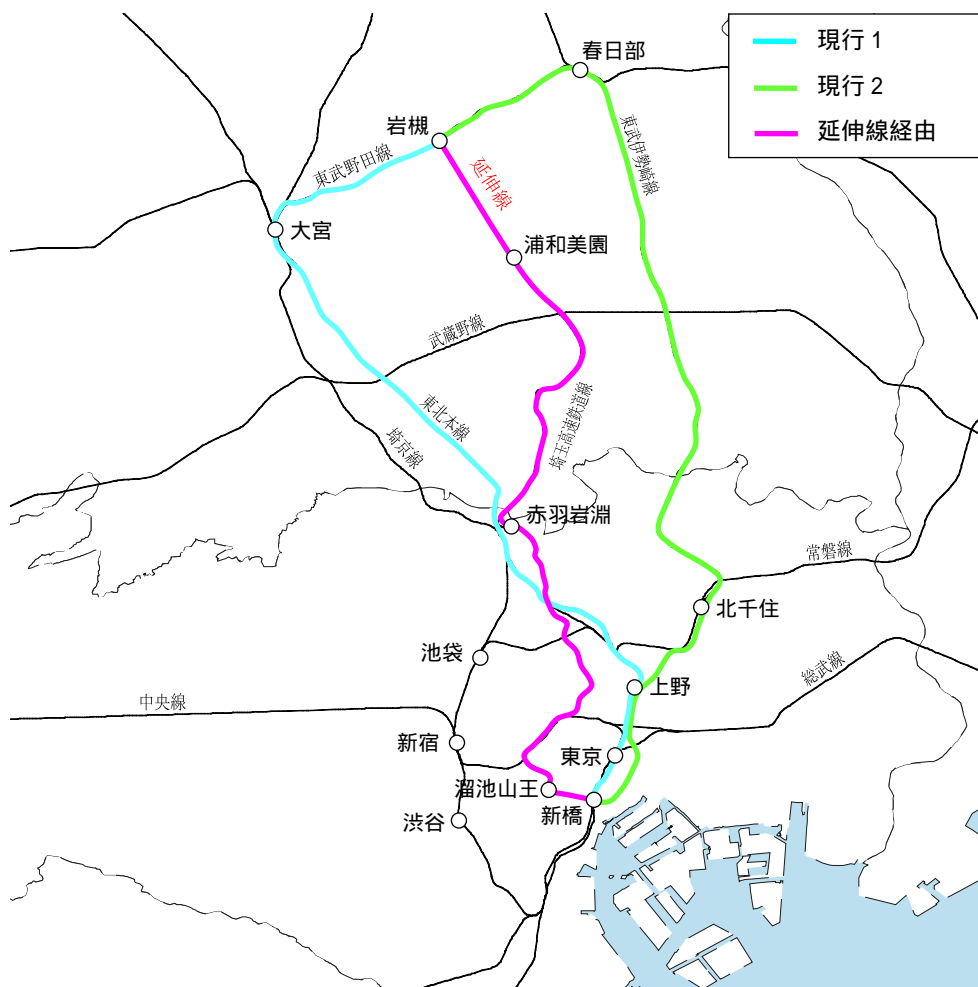 現行１
現行２
延伸線経由
春日部
岩槻
東武野田線
延伸線
東武伊勢崎線
大宮
浦和美園
武蔵野線
東北本線
埼京線
埼玉高速鉄道線
赤羽岩淵
常磐線
北千住
池袋
上野
総武線
中央線
新宿
東京
溜池山王
新橋
渋谷